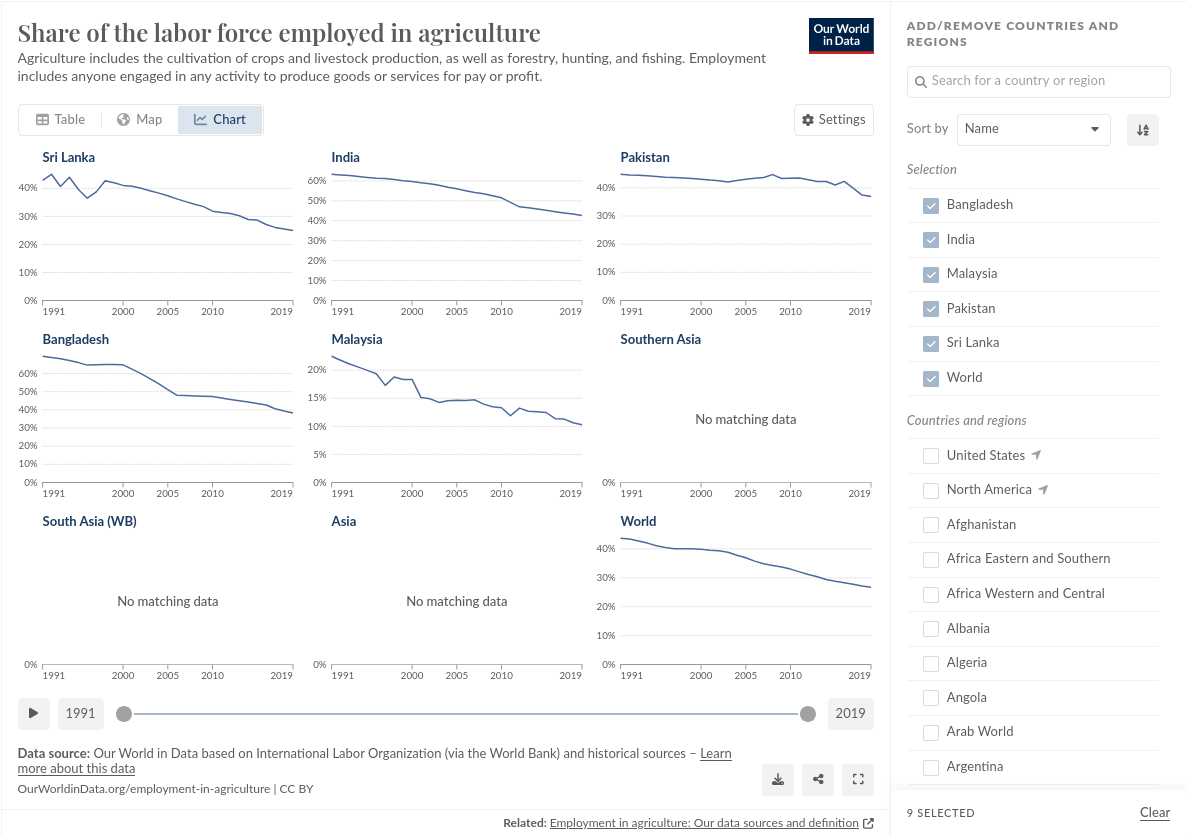 Share of the labor force employed in agriculture
Agriculture includes the cultivation of crops and livestock production, as well as forestry, hunting, and fishing. Employment
includes anyone engaged in any activity to produce goods or services for pay or profit.
Our World
in Data
Table
Map
Chart
Settings
Sri Lanka
40%
30%
20%
10%
0%
1991
2000
2005
2010
2019
India
60%
50%
40%
30%
20%
10%
0%
1991
2000
2005
2010
2019
Pakistan
40%
30%
20%
10%
0%
1991
2000
2005
2010
2019
Bangladesh
60%
50%
40%
30%
20%
10%
0%
1991
2000
2005
2010
2019
Malaysia
20%
15%
10%
5%
0%
1991
2000
2005
2010
2019
Southern Asia
No matching data
0%
1991
2000
2005
2010
2019
South Asia (WB)
No matching data
0%
1991
2000
2005
2010
2019
Asia
No matching data
0%
1991
2000
2005
2010
2019
World
40%
30%
20%
10%
0%
1991
2000
2005
2010
2019
1991
2019
Data source: Our World in Data based on International Labor Organization (via the World Bank) and historical sources – Learn
more about this data
OurWorldinData.org/employment-in-agriculture | CC BY
Related: Employment in agriculture: Our data sources and definition
ADD/REMOVE COUNTRIES AND
REGIONS
Search for a country or region
Sort by
Name
Selection
Bangladesh
India
Malaysia
Pakistan
Sri Lanka
World
Countries and regions
United States
North America
Afghanistan
Africa Eastern and Southern
Africa Western and Central
Albania
Algeria
Angola
Arab World
Argentina
9 SELECTED
Clear